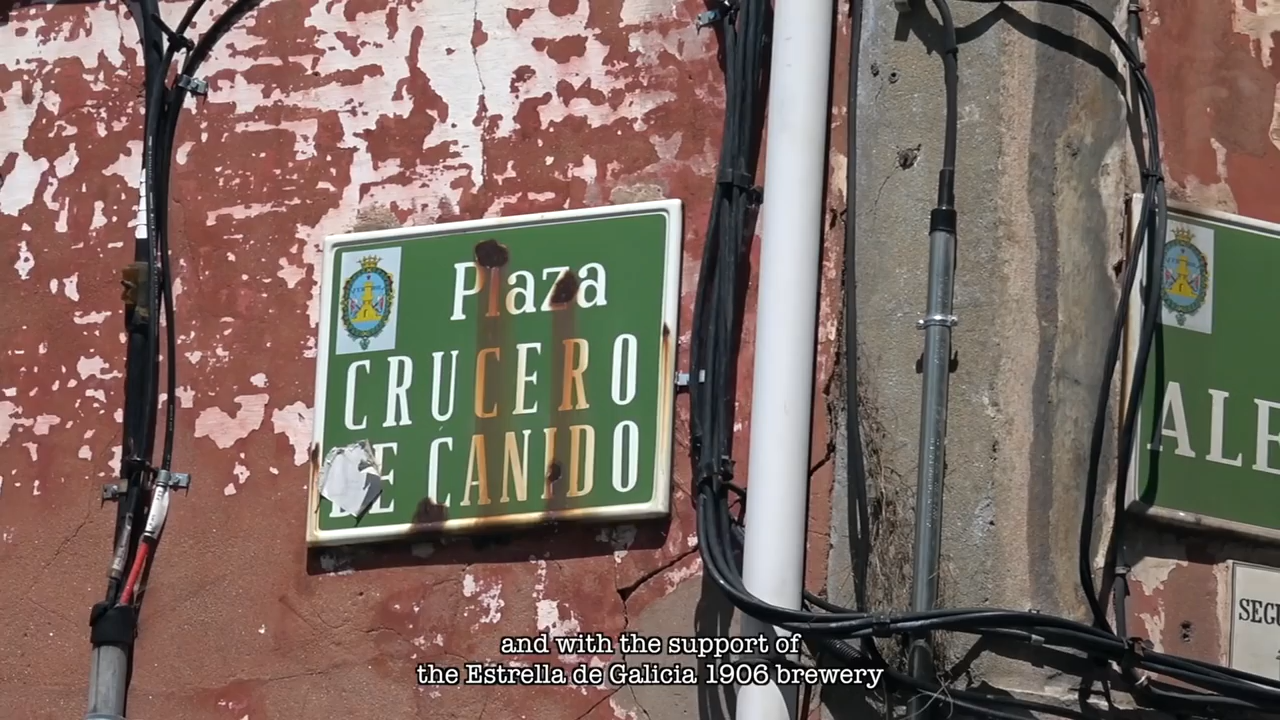 Plaza
CRUCERO
DE CANIDO
ALE
SEGU
and with the support of
the Estrella de Galicia 1906 brewery